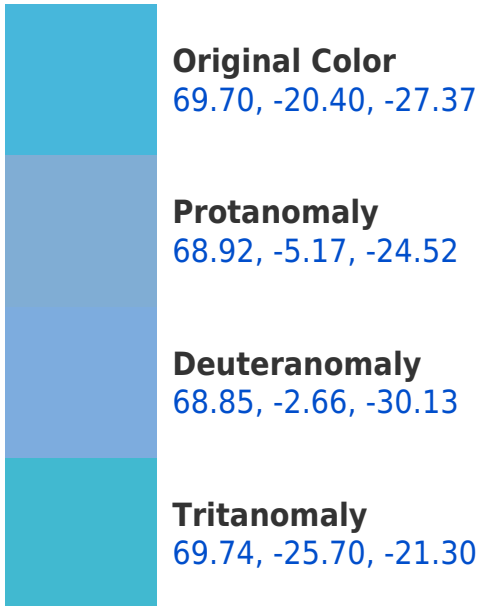 Original Color
69.70, -20.40, -27.37
Protanomaly
68.92, -5.17, -24.52
Deuteranomaly
68.85, -2.66, -30.13
Tritanomaly
69.74, -25.70, -21.30